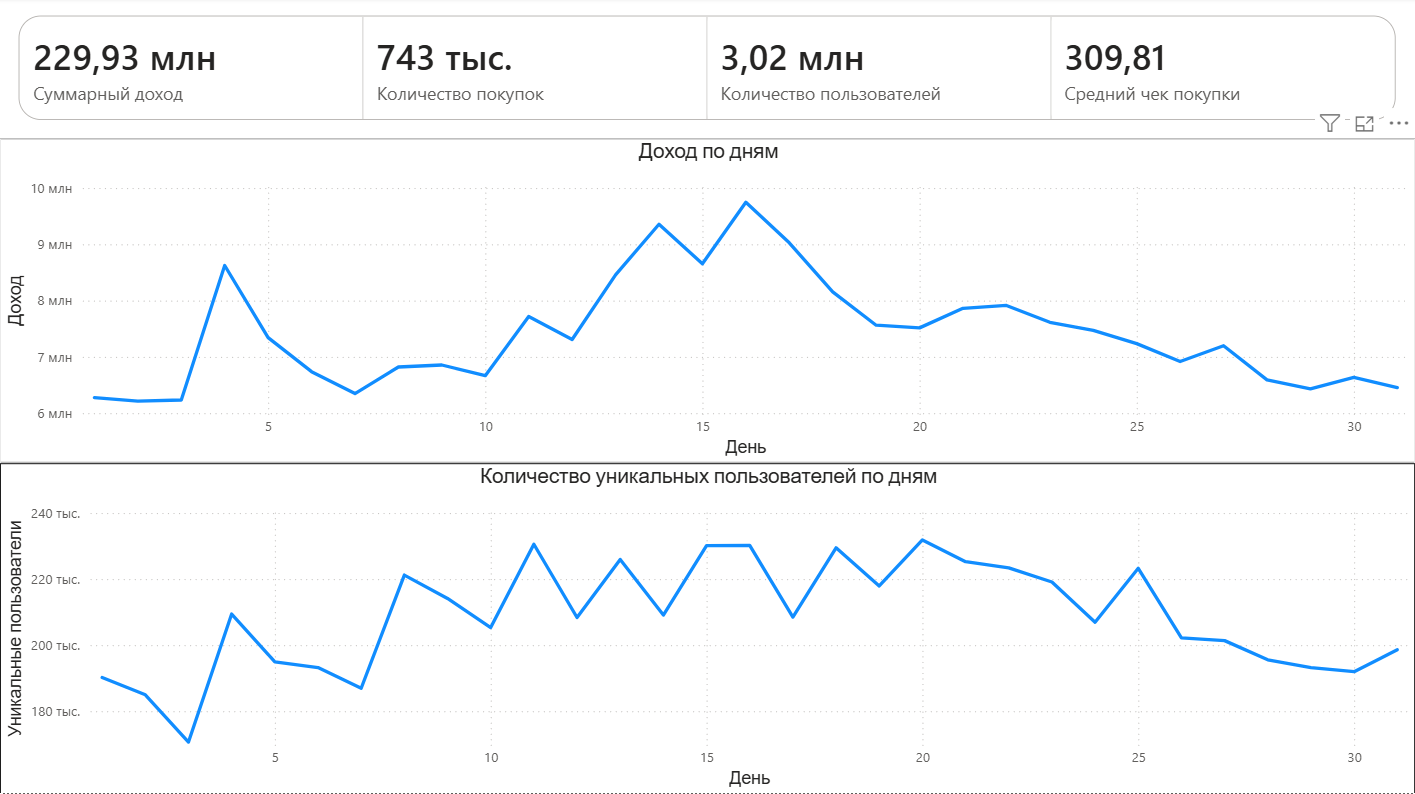 229,93 млн
Суммарный доход
743 тыс.
Количество покупок
3,02 млн
Количество пользователей
309,81
Средний чек покупки
Доход по дням
Доход
10 млн
9 млн
8 млн
7 млн
6 млн
5 10 15 20 25 30
День
Количество уникальных пользователей по дням
Уникальные пользователи
240 тыс.
220 тыс.
200 тыс.
180 тыс.
5 10 15 20 25 30
День